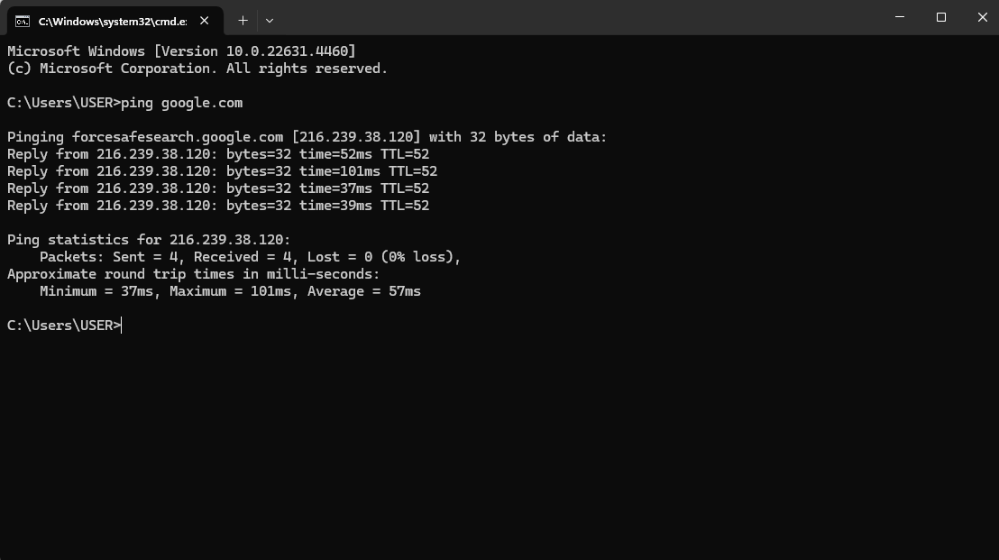 C:\Windows\system32\cmd.e:
Microsoft Windows [Version 10.0.22631.4460]
(c) Microsoft Corporation. All rights reserved.
C:\Users\USER>ping google.com
Pinging forcesafesearch.google.com [216.239.38.120] with 32 bytes of data:
Reply from 216.239.38.120: bytes=32 time=52ms TTL=52
Reply from 216.239.38.120: bytes=32 time=101ms TTL=52
Reply from 216.239.38.120: bytes=32 time=37ms TTL=52
Reply from 216.239.38.120: bytes=32 time=39ms TTL=52
Ping statistics for 216.239.38.120:
    Packets: Sent = 4, Received = 4, Lost = 0 (0% loss),
Approximate round trip times in milli-seconds:
    Minimum = 37ms, Maximum = 101ms, Average = 57ms
C:\Users\USER>